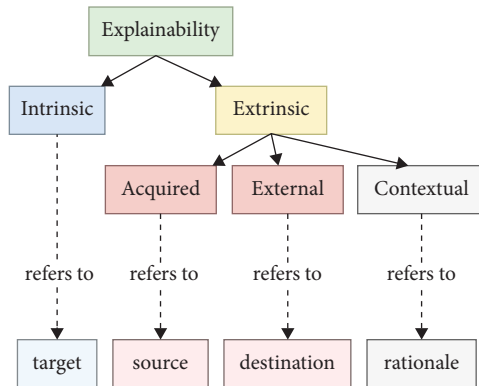 Explainability
Intrinsic
Extrinsic
Acquired
External
Contextual
refers to
refers to
refers to
refers to
target
source
destination
rationale